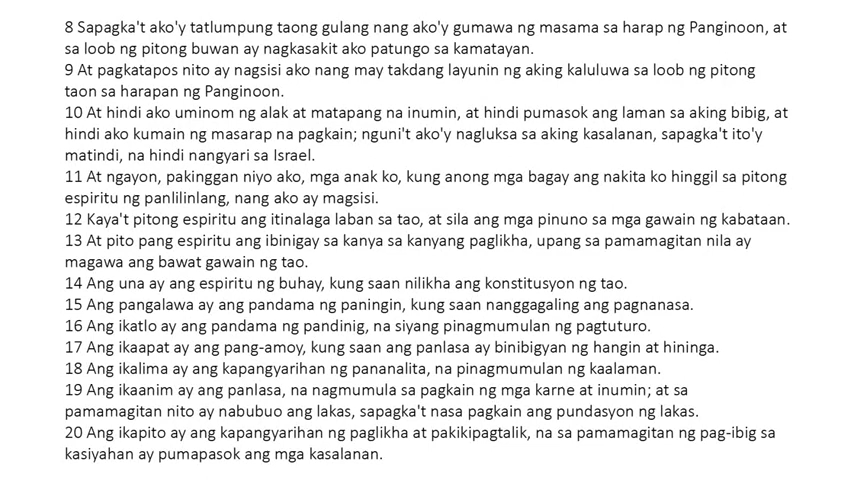 8 Sapagka't ako'y tatlumpung taong gulang nang ako'y gumawa ng masama sa harap ng Panginoon, at
sa loob ng pitong buwan ay nagkasakit ako patungo sa kamatayan.
9 At pagkatapos nito ay nagsisi ako nang may takdang layunin ng aking kaluluwa sa loob ng pitong
taon sa harapan ng Panginoon.
10 At hindi ako uminom ng alak at matapang na inumin, at hindi pumasok ang laman sa aking bibig, at
hindi ako kumain ng masarap na pagkain; nguni't ako'y nagluksa sa aking kasalanan, sapagka't ito'y
matindi, na hindi nangyari sa Israel.
11 At ngayon, pakinggan niyo ako, mga anak ko, kung anong mga bagay ang nakita ko hinggil sa pitong
espiritu ng panlilinlang, nang ako ay magsisi.
12 Kaya't pitong espiritu ang itinalaga laban sa tao, at sila ang mga pinuno sa mga gawain ng kabataan.
13 At pito pang espiritu ang ibinigay sa kanya sa kanyang paglikha, upang sa pamamagitan nila ay
magawa ang bawat gawain ng tao.
14 Ang una ay ang espiritu ng buhay, kung saan nilikha ang konstitusyon ng tao.
15 Ang pangalawa ay ang pandama ng paningin, kung saan nanggagaling ang pagnanasa.
16 Ang ikatlo ay ang pandama ng pandinig, na siyang pinagmumulan ng pagtuturo.
17 Ang ikaapat ay ang pang-amoy, kung saan ang panlasa ay binibigyan ng hangin at hininga.
18 Ang ikalima ay ang kapangyarihan ng pananalita, na pinagmumulan ng kaalaman.
19 Ang ikaanim ay ang panlasa, na nagmumula sa pagkain ng mga karne at inumin; at sa
pamamagitan nito ay nabubuo ang lakas, sapagka't nasa pagkain ang pundasyon ng lakas.
20 Ang ikapito ay ang kapangyarihan ng paglikha at pakikipagtalik, na sa pamamagitan ng pag-ibig sa
kasiyahan ay pumapasok ang mga kasalanan.